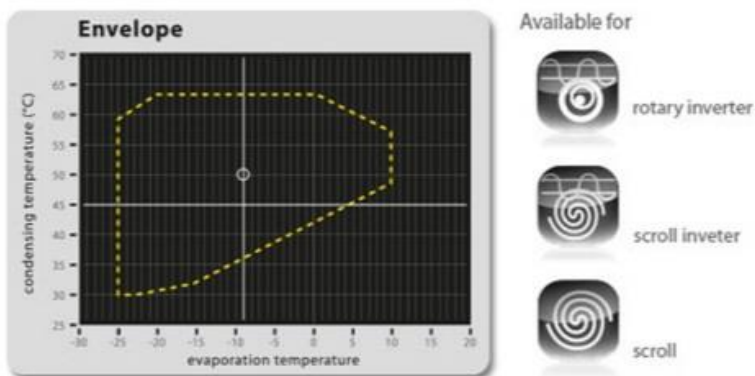 Envelope
Available for
70
65
60
55
50
45
40
35
30
25
condensing temperature (°C)
-30 -25 -20 -15 -10 -5 0 5 10 15 20
evaporation temperature
rotary inverter
scroll inveter
scroll